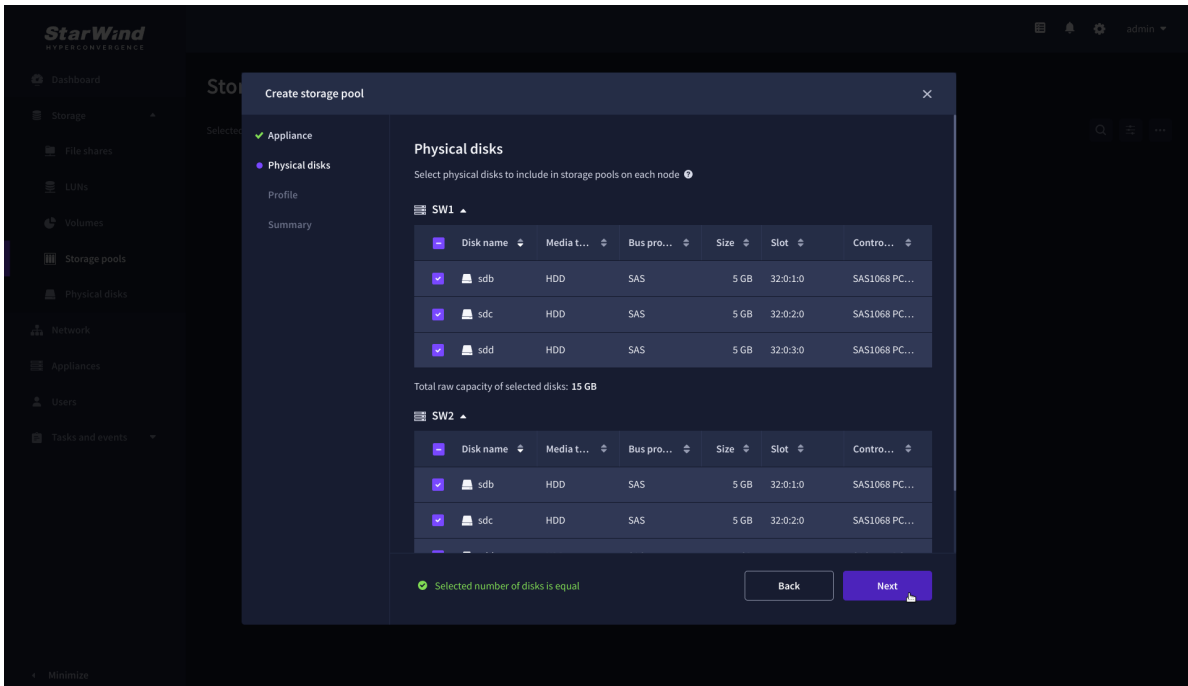 StarWind
HYPERCONVERGENCE
admin
Dashboard
Storage
File shares
LUNs
Volumes
Storage pools
Physical disks
Network
Appliances
Users
Tasks and events
Minimize
Stor
Selected
Create storage pool
Appliance
Physical disks
Profile
Summary
Physical disks
Select physical disks to include in storage pools on each node
SW1
Disk name Media t... Bus pro... Size Slot Contro...
sdb HDD SAS 5 GB 32:0:1:0 SAS1068 PC...
sdc HDD SAS 5 GB 32:0:2:0 SAS1068 PC...
sdd HDD SAS 5 GB 32:0:3:0 SAS1068 PC...
Total raw capacity of selected disks: 15 GB
SW2
Disk name Media t... Bus pro... Size Slot Contro...
sdb HDD SAS 5 GB 32:0:1:0 SAS1068 PC...
sdc HDD SAS 5 GB 32:0:2:0 SAS1068 PC...
Selected number of disks is equal
Back
Next